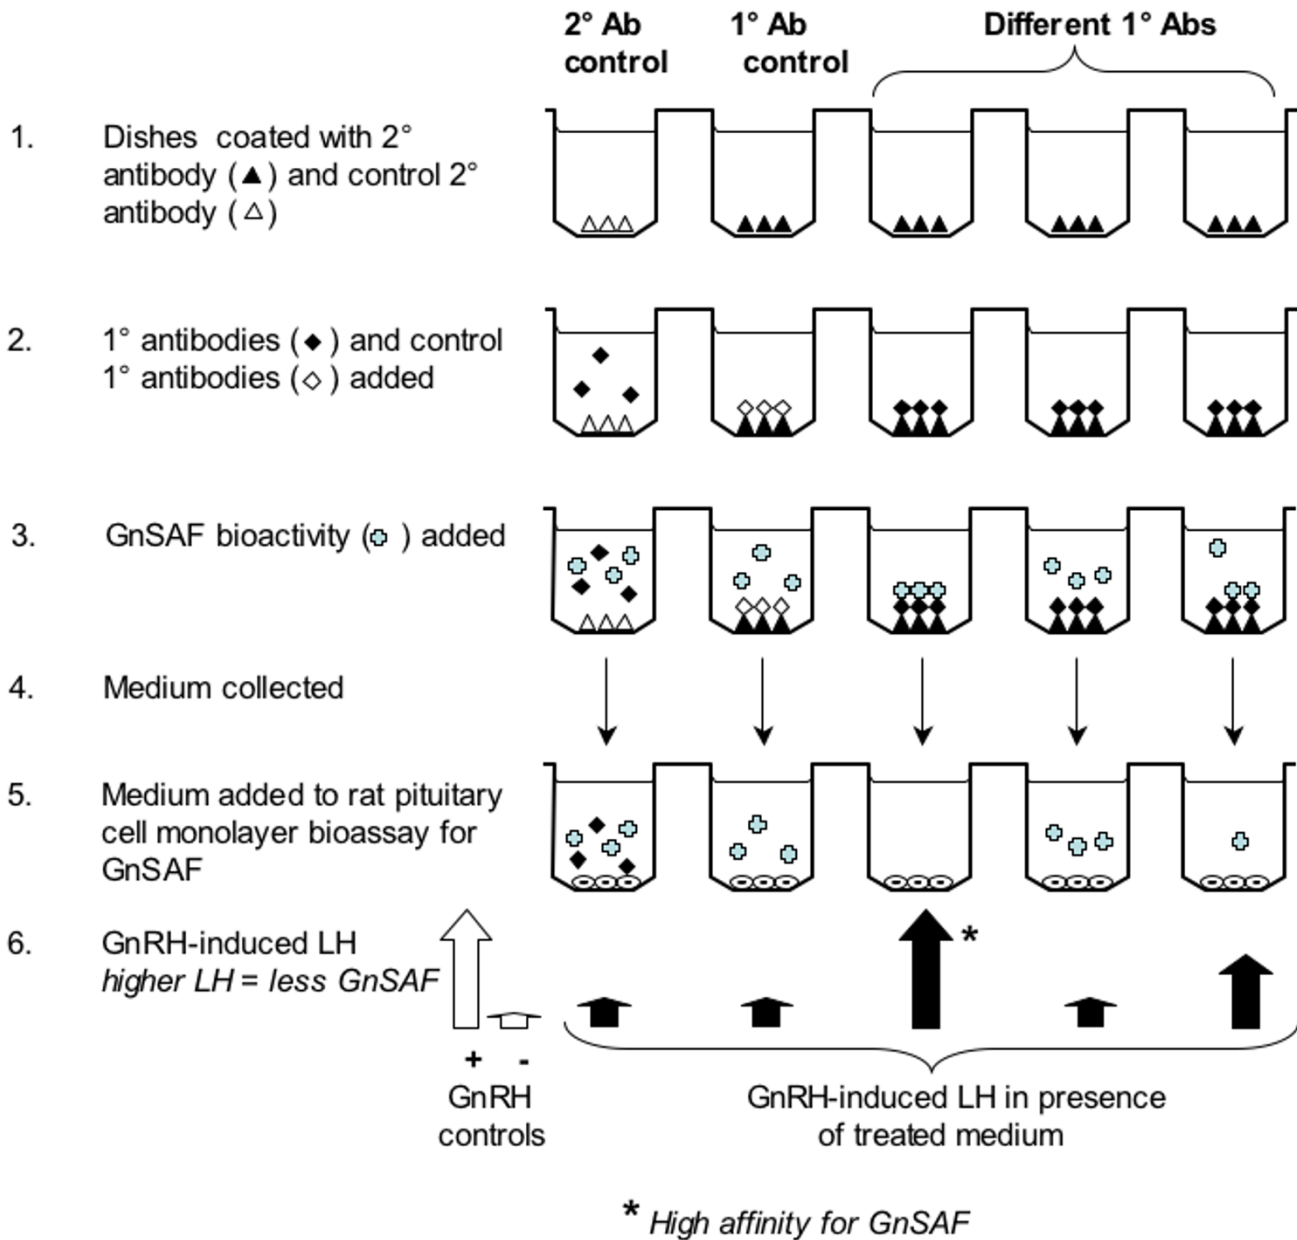 2° Ab control
1° Ab control
Different 1° Abs
1. Dishes coated with 2°
antibody (▲) and control 2°
antibody (△)
2. 1° antibodies (◆) and control
1° antibodies (◇) added
3. GnSAF bioactivity (✚) added
4. Medium collected
5. Medium added to rat pituitary
cell monolayer bioassay for
GnSAF
6. GnRH-induced LH
higher LH = less GnSAF
*
+ -
GnRH
controls
GnRH-induced LH in presence
of treated medium
* High affinity for GnSAF